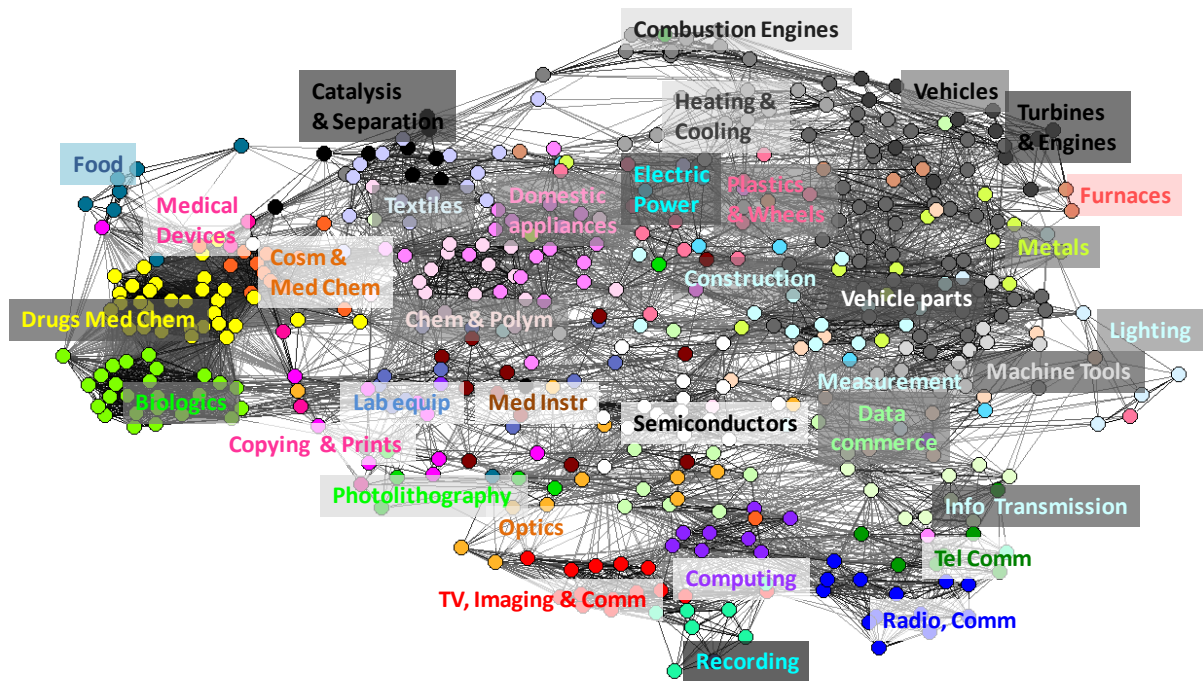 Combustion Engines
Catalysis
& Separation
Heating &
Cooling
Vehicles
Turbines
& Engines
Food
Medical
Devices
Textiles
Domestic
appliances
Electric
Power
Plastics
& Wheels
Furnaces
Metals
Cosm &
Med Chem
Construction
Vehicle parts
Drugs Med Chem
Chem & Polym
Lighting
Biologics
Lab equip
Med Instr
Measurement
Machine Tools
Copying & Prints
Semiconductors
Data
commerce
Photolithography
Optics
Info Transmission
Tel Comm
TV, Imaging & Comm
Computing
Radio, Comm
Recording